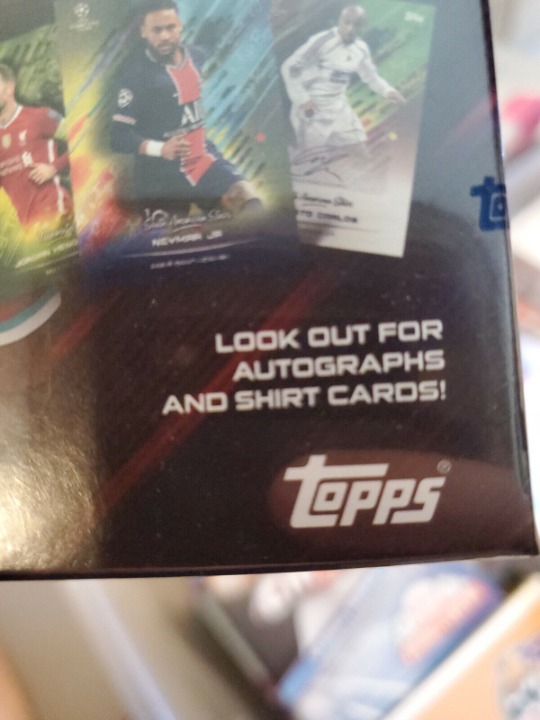 NEYMAR JR
LOOK OUT FOR
AUTOGRAPHS
AND SHIRT CARDS!
TOPPS®